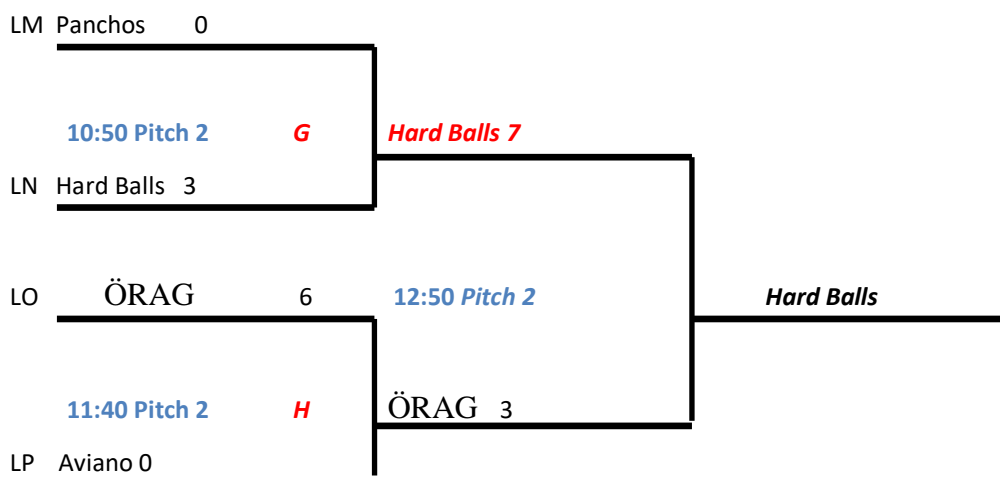 LM Panchos 0
10:50 Pitch 2 G Hard Balls 7
LN Hard Balls 3
LO ÖRAG 6 12:50 Pitch 2 Hard Balls
11:40 Pitch 2 H ÖRAG 3
LP Aviano 0